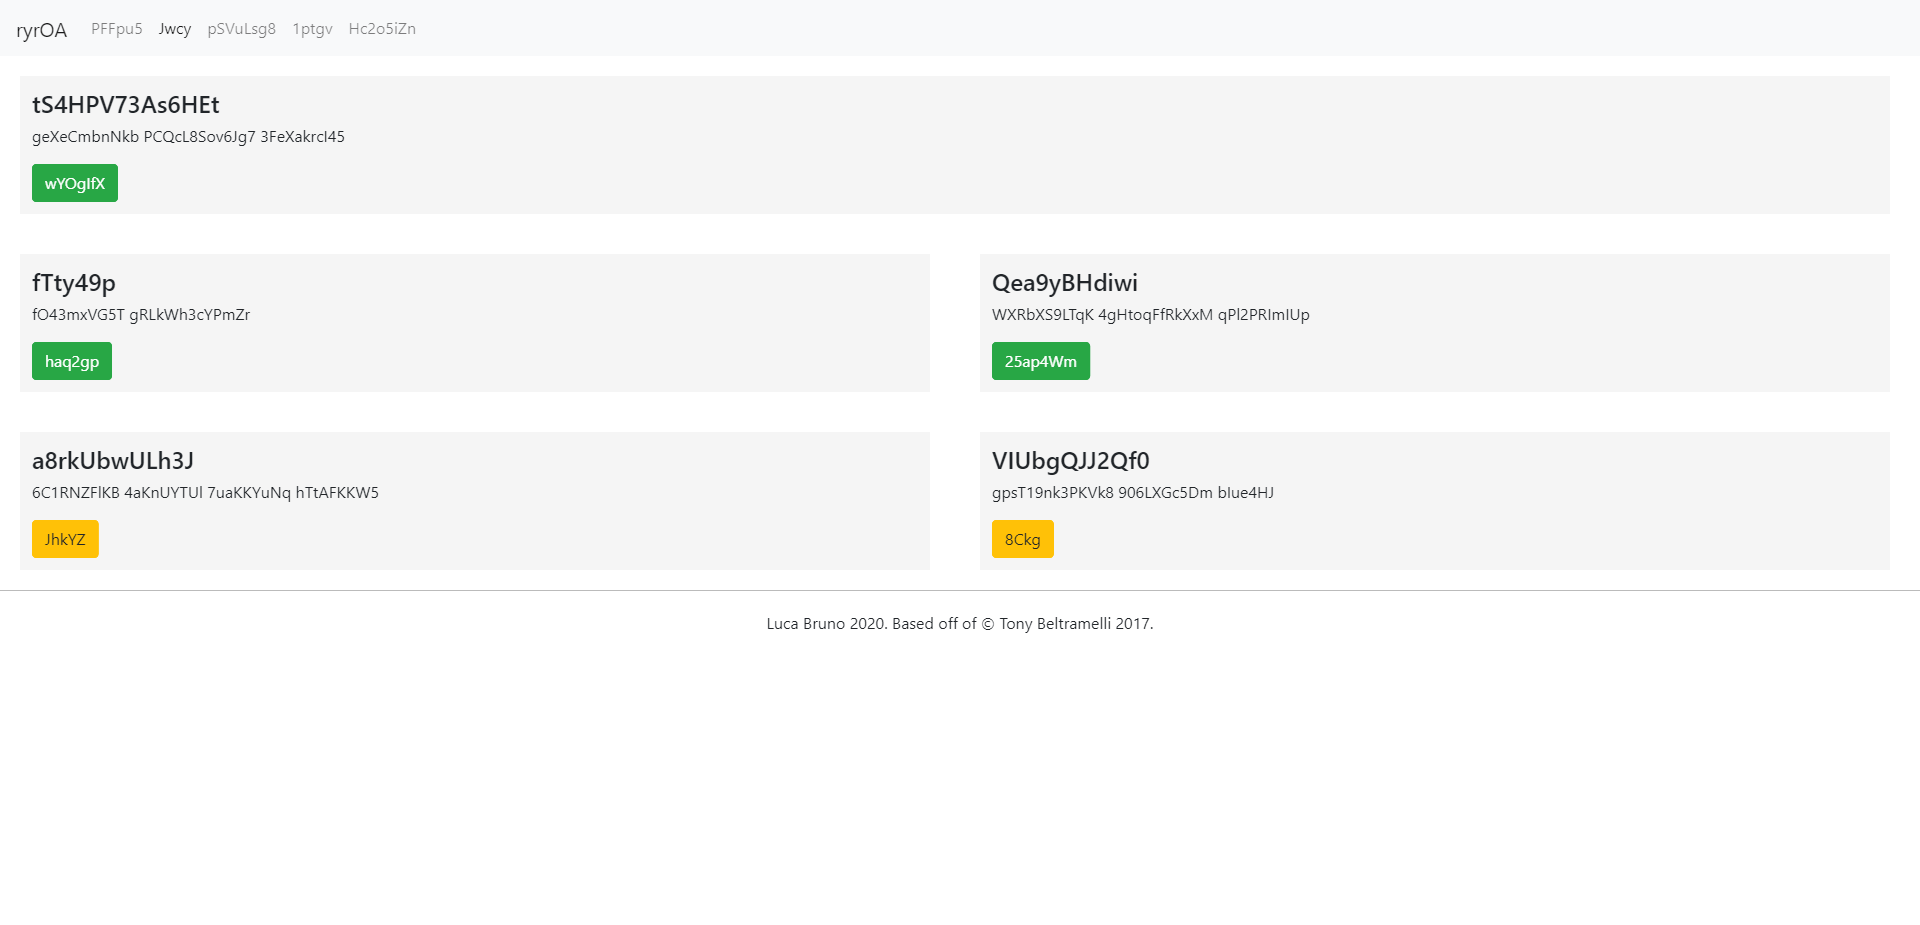 ryrOA PFFpu5 Jwcy pSVuLsg8 1ptgv Hc2o5iZn
tS4HPV73As6HEt
geXeCmbnNkb PCQcL8Sov6Jg7 3FeXakrcI45
wYOgIfX
fTty49p
fO43mxVG5T gRLkWh3cYPmZr
haq2gp
Qea9yBHdiwi
WXRbXS9LTqK 4gHtoqFfRkXxM qPl2PRImIUp
25ap4Wm
a8rkUbwULh3J
6C1RNZFlKB 4aKnUYTUl 7uaKKYuNq hTtAFKKW5
JhkYZ
VIUbgQJJ2Qf0
gpsT19nk3PKVk8 906LXGc5Dm bIue4HJ
8Ckg
Luca Bruno 2020. Based off of © Tony Beltramelli 2017.